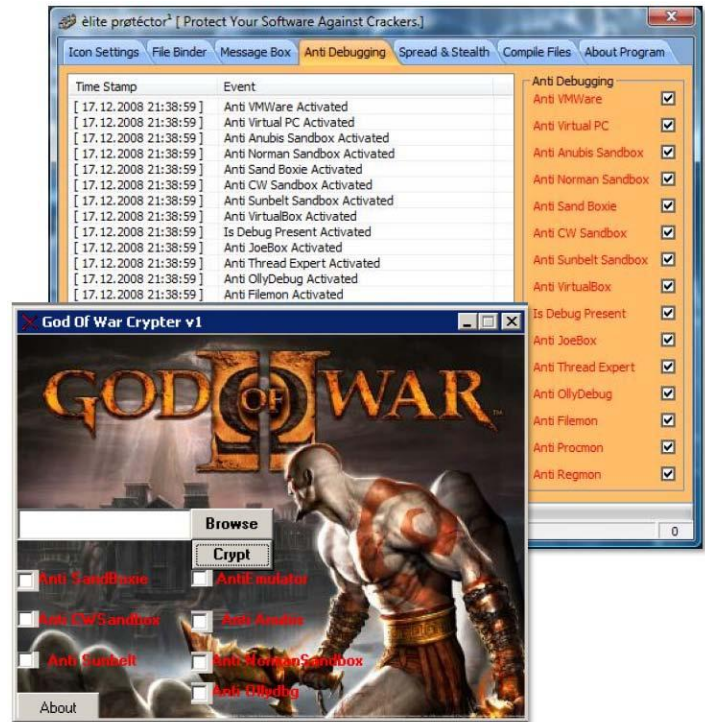 èlite prøtéctor¹ [ Protect Your Software Against Crackers.]
Icon Settings File Binder Message Box Anti Debugging Spread & Stealth Compile Files About Program
Time Stamp Event
[ 17.12.2008 21:38:59 ] Anti VMWare Activated
[ 17.12.2008 21:38:59 ] Anti Virtual PC Activated
[ 17.12.2008 21:38:59 ] Anti Anubis Sandbox Activated
[ 17.12.2008 21:38:59 ] Anti Norman Sandbox Activated
[ 17.12.2008 21:38:59 ] Anti Sand Boxie Activated
[ 17.12.2008 21:38:59 ] Anti CW Sandbox Activated
[ 17.12.2008 21:38:59 ] Anti Sunbelt Sandbox Activated
[ 17.12.2008 21:38:59 ] Anti VirtualBox Activated
[ 17.12.2008 21:38:59 ] Is Debug Present Activated
[ 17.12.2008 21:38:59 ] Anti JoeBox Activated
[ 17.12.2008 21:38:59 ] Anti Thread Expert Activated
[ 17.12.2008 21:38:59 ] Anti OllyDebug Activated
[ 17.12.2008 21:38:59 ] Anti Filemon Activated
Anti Debugging
Anti VMWare
Anti Virtual PC
Anti Anubis Sandbox
Anti Norman Sandbox
Anti Sand Boxie
Anti CW Sandbox
Anti Sunbelt Sandbox
Anti VirtualBox
Is Debug Present
Anti JoeBox
Anti Thread Expert
Anti OllyDebug
Anti Filemon
Anti Procmon
Anti Regmon
0
God Of War Crypter v1
GOD OF WAR
II
Browse
Crypt
Anti SandBoxie AntiEmulator
Anti CWSandbox Anti Anubis
Anti Sunbelt Anti NormanSandbox
Anti Ollydbg
About